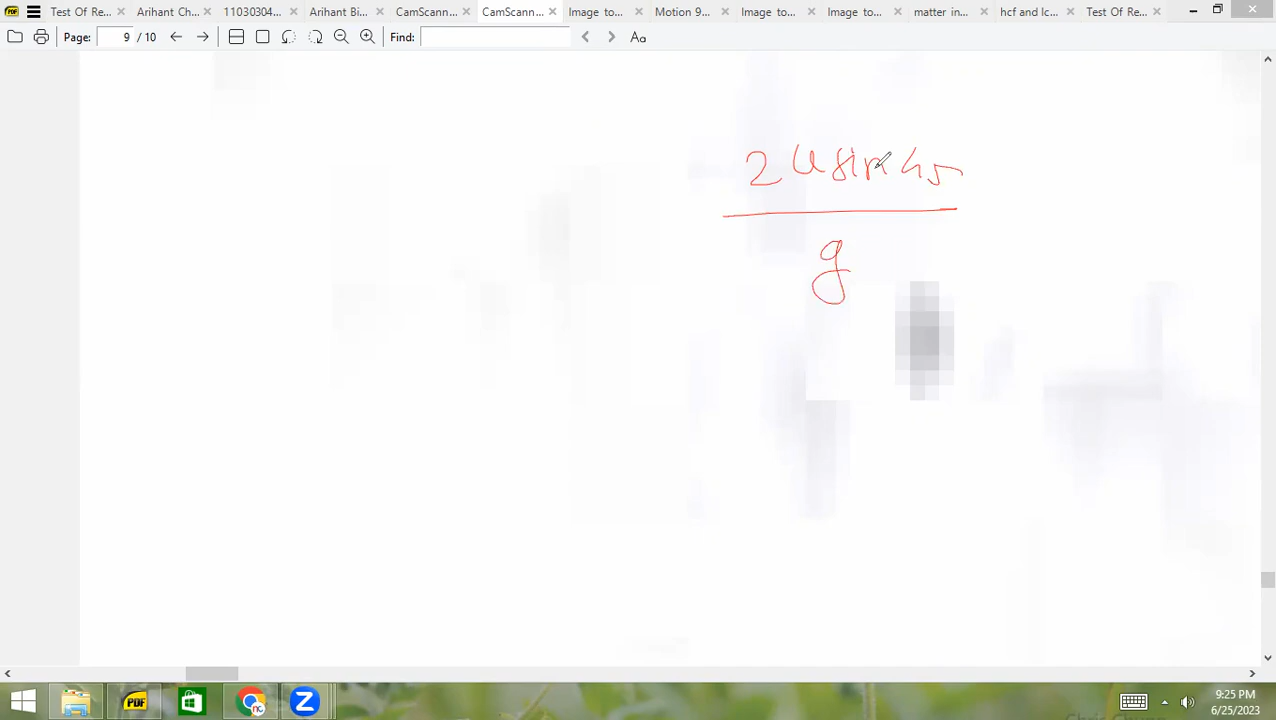 Test Of Re... Arihant Ch... 11030304... Arihant Bi... CamScann... CamScann... Image to... Motion 9 Image to... Image to... matter in... hcf and lc... Test Of Re...
Page: 9 / 10 Find: Aa
2 u sin 45
g
PDF Z 9:25 PM
6/25/2023